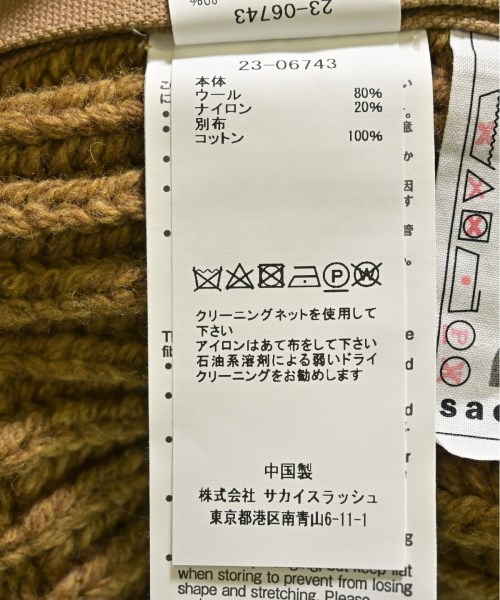 23-06743
23-06743
本体
ウール 80%
ナイロン 20%
別布
コットン 100%
クリーニングネットを使用して
下さい
アイロンはあて布をして下さい
石油系溶剤による弱いドライ
クリーニングをお勧めします
中国製
株式会社 サカイスラッシュ
東京都港区南青山6-11-1
when storing to prevent from losing
shape and stretching. Please
sac